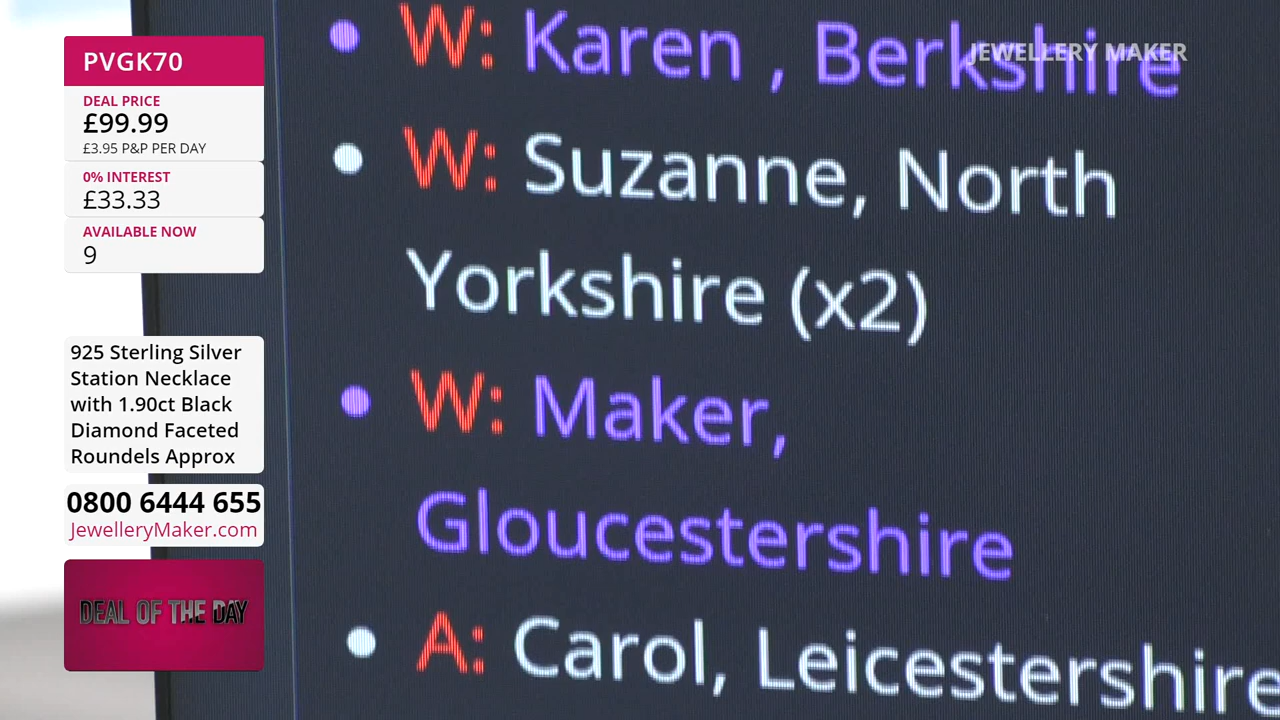 PVGK70
DEAL PRICE
£99.99
£3.95 P&P PER DAY
0% INTEREST
£33.33
AVAILABLE NOW
9
925 Sterling Silver
Station Necklace
with 1.90ct Black
Diamond Faceted
Roundels Approx
0800 6444 655
JewelleryMaker.com
DEAL OF THE DAY
JEWELLERY MAKER
W: Karen , Berkshire
W: Suzanne, North
Yorkshire (x2)
W: Maker,
Gloucestershire
A: Carol, Leicestershire